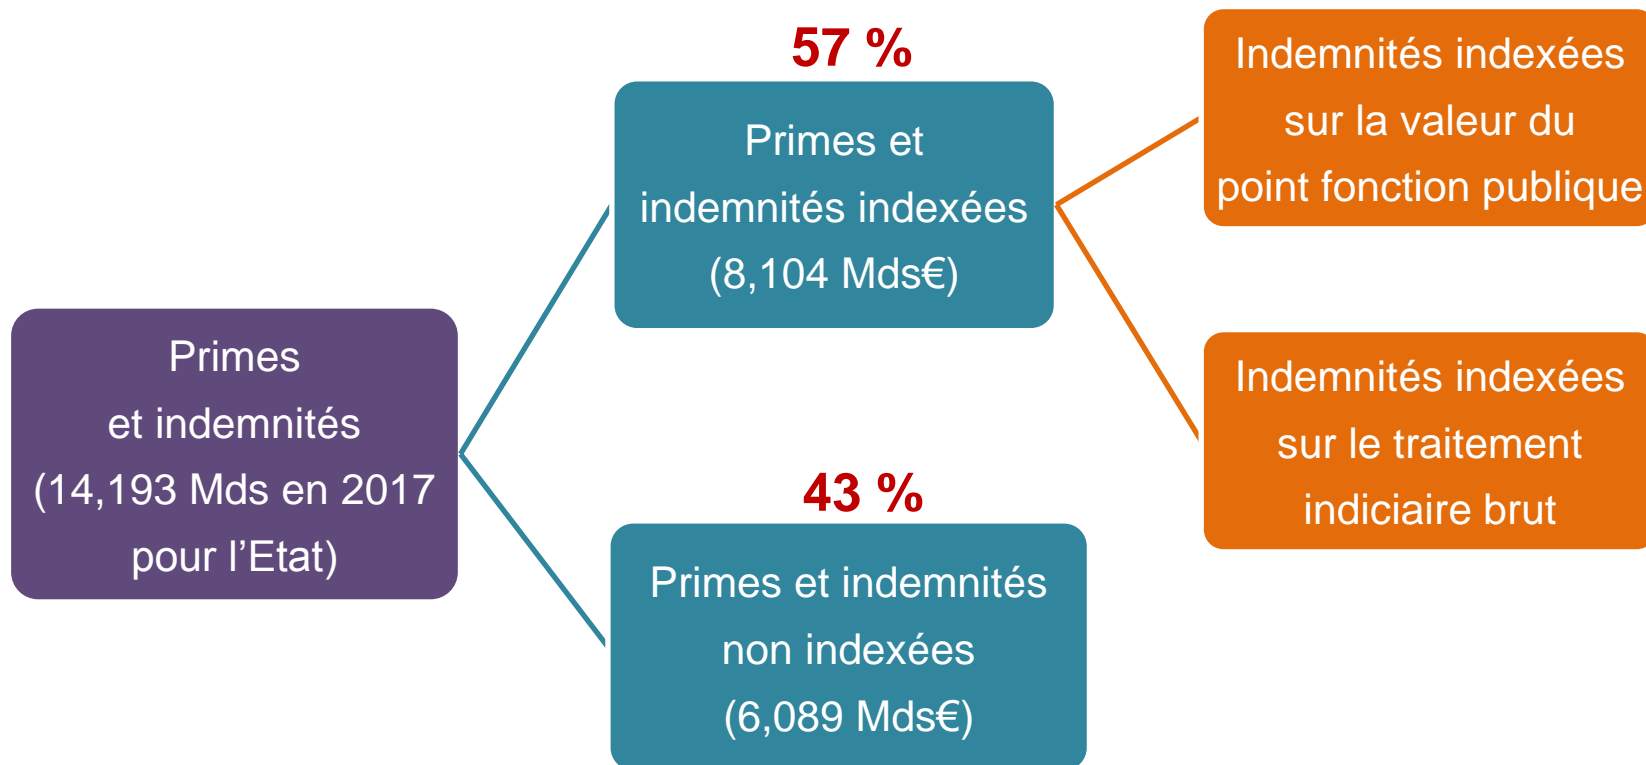 Primes
et indemnités
(14,193 Mds en 2017
pour l’Etat)
57 %
Primes et
indemnités indexées
(8,104 Mds€)
43 %
Primes et indemnités
non indexées
(6,089 Mds€)
Indemnités indexées
sur la valeur du
point fonction publique
Indemnités indexées
sur le traitement
indiciaire brut